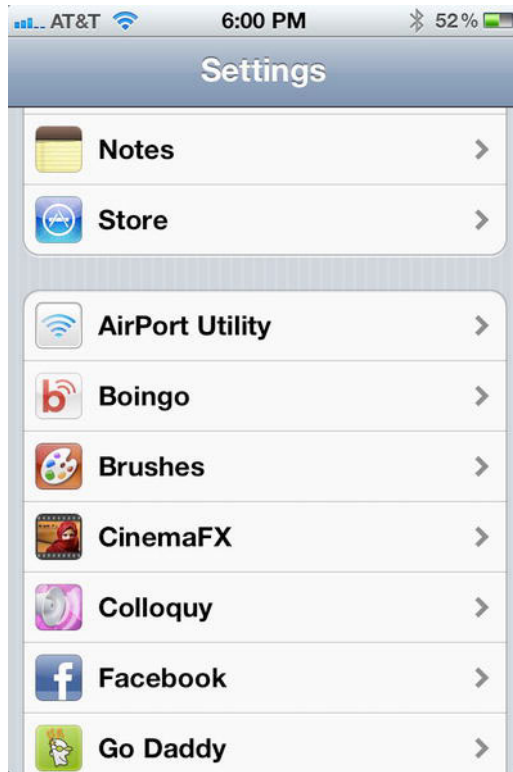 AT&T 6:00 PM 52%
Settings
Notes
Store
AirPort Utility
b Boingo
Brushes
CinemaFX
Colloquy
f Facebook
Go Daddy